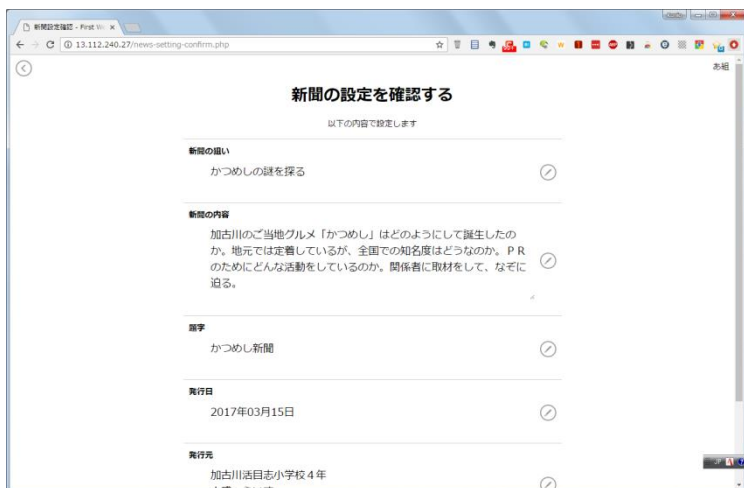 新聞設定確認 - First W
13.112.240.27/news-setting-confirm.php
あ組
新聞の設定を確認する
以下の内容で設定します
新聞の狙い
かつめしの謎を探る
新聞の内容
加古川のご当地グルメ「かつめし」はどのようにして誕生したの
か。地元では定着しているが、全国での知名度はどうなのか。ＰＲ
のためにどんな活動をしているのか。関係者に取材をして、なぞに
迫る。
題字
かつめし新聞
発行日
2017年03月15日
発行元
加古川活目志小学校４年
JP